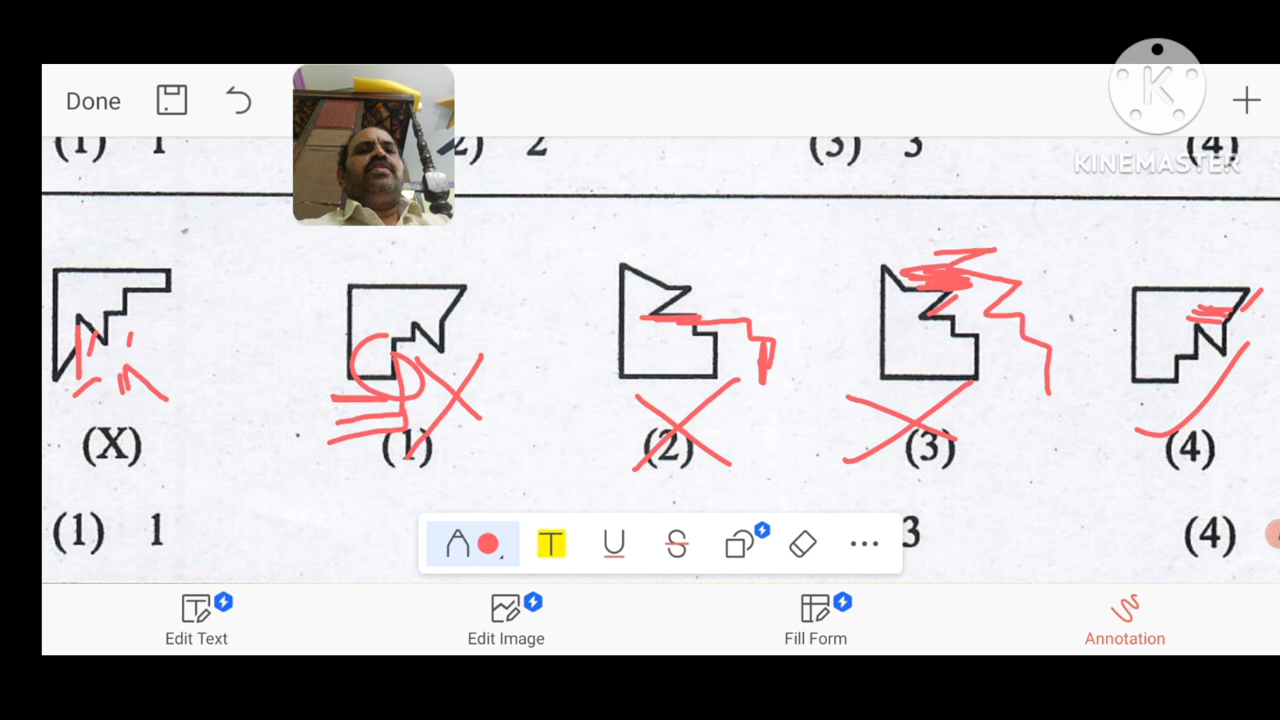 Done
K
KINEMASTER
(1) 1 2) 2 (3) 3 (4)
(X) (1) (2) (3) (4)
(1) 1 3 (4)
T U S
Edit Text Edit Image Fill Form Annotation